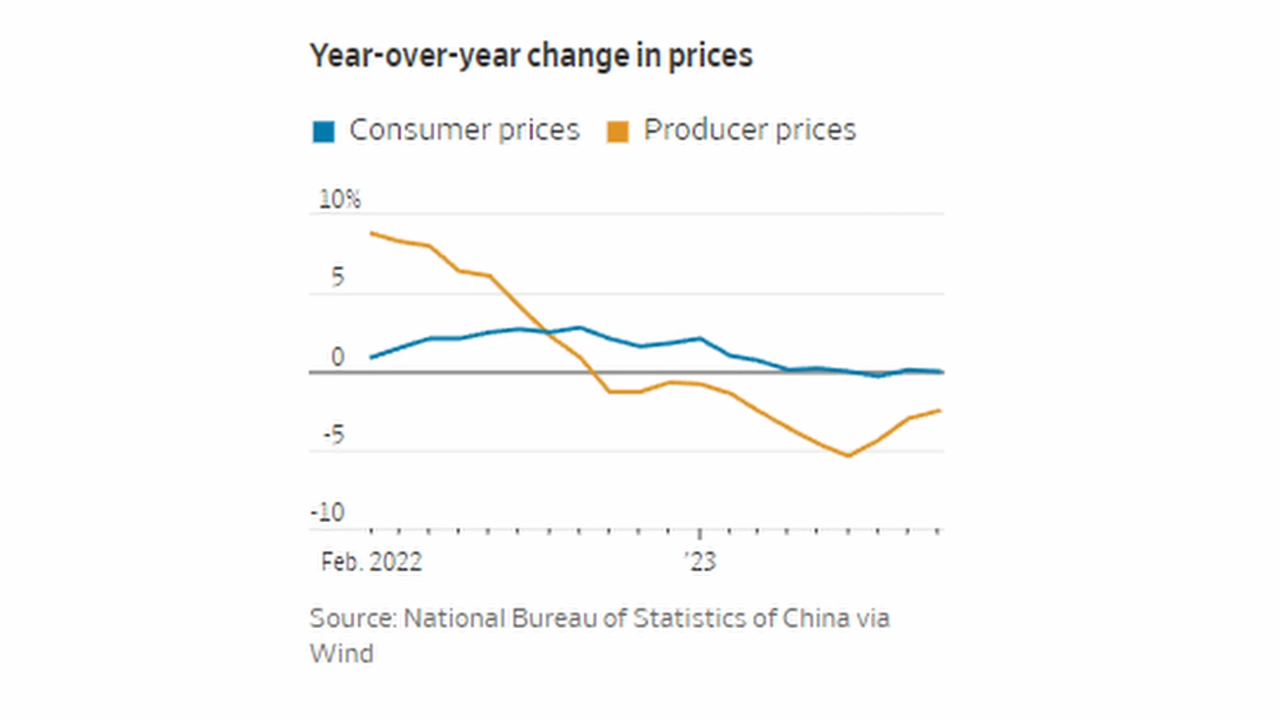 Year-over-year change in prices
Consumer prices Producer prices
10%
5
0
-5
-10
Feb. 2022 ’23
Source: National Bureau of Statistics of China via
Wind